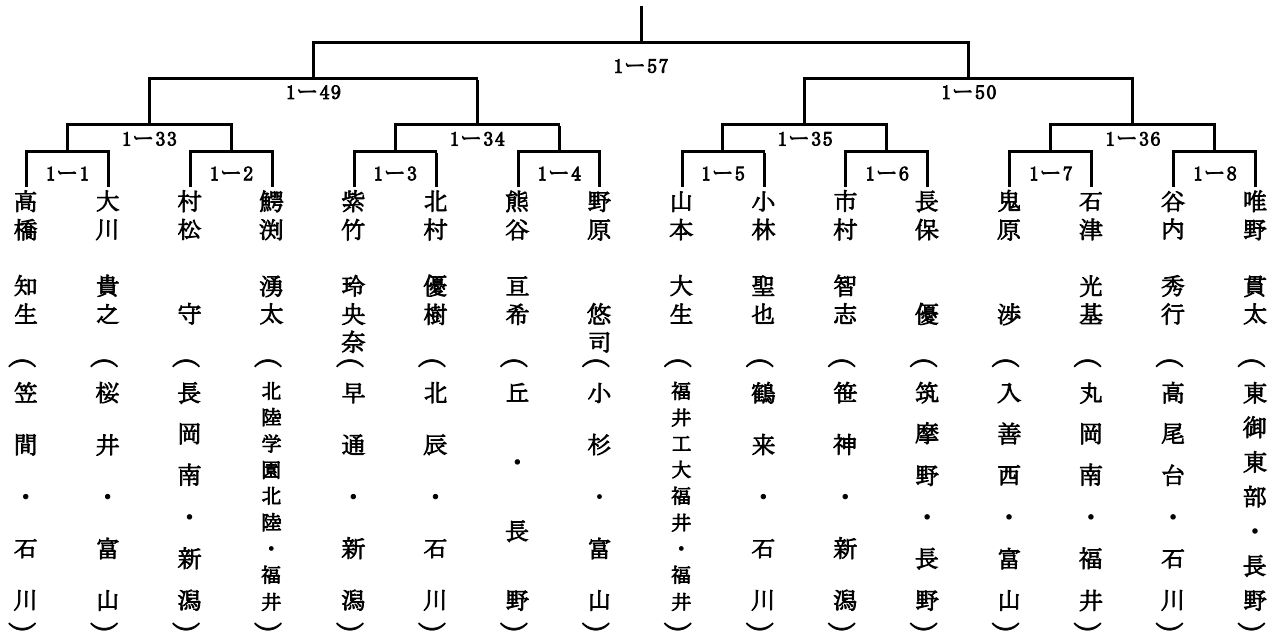 1ー57
1ー49
1ー50
1ー33
1ー34
1ー35
1ー36
1ー1
1ー2
1ー3
1ー4
1ー5
1ー6
1ー7
1ー8
高橋 知生（笠間・石川）
大川 貴之（桜井・富山）
村松 守（長岡南・新潟）
鰐渕 湧太（北陸学園北陸・福井）
紫竹 玲央奈（早通・新潟）
北村 優樹（北辰・石川）
熊谷 亘希（丘・長野）
野原 悠司（小杉・富山）
山本 大生（福井工大福井・福井）
小林 聖也（鶴来・石川）
市村 智志（笹神・新潟）
長保 優（筑摩野・長野）
鬼原 渉（入善西・富山）
石津 光基（丸岡南・福井）
谷内 秀行（高尾台・石川）
唯野 貫太（東御東部・長野）